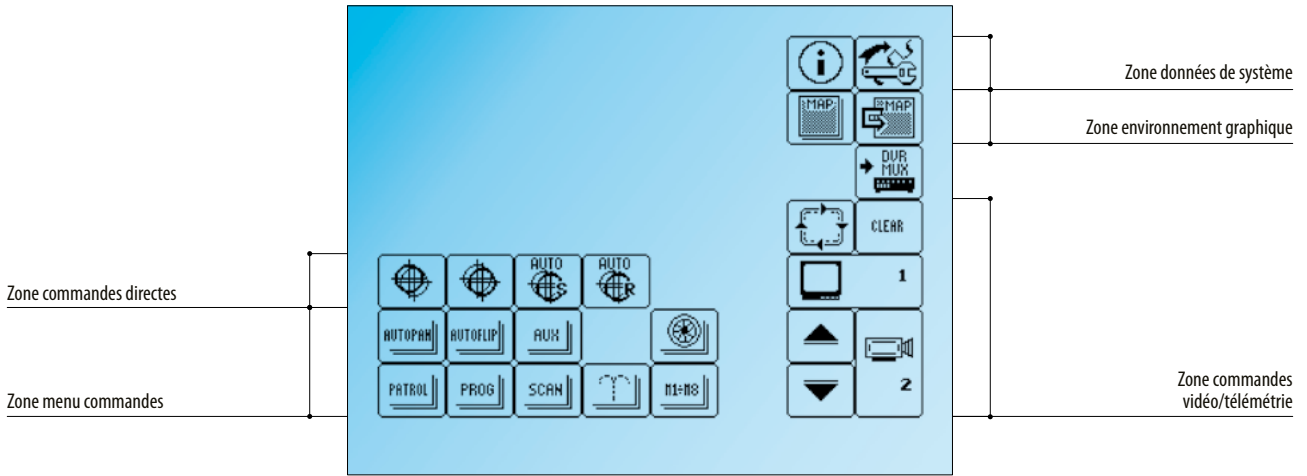 Zone données de système
MAP
MAP
Zone environnement graphique
DVR
MUX
CLEAR
AUTO
S
AUTO
R
1
Zone commandes directes
AUTOPAN
AUTOFLIP
AUX
PATROL
PROG
SCAN
M1÷M8
2
Zone menu commandes
Zone commandes
vidéo/télémétrie